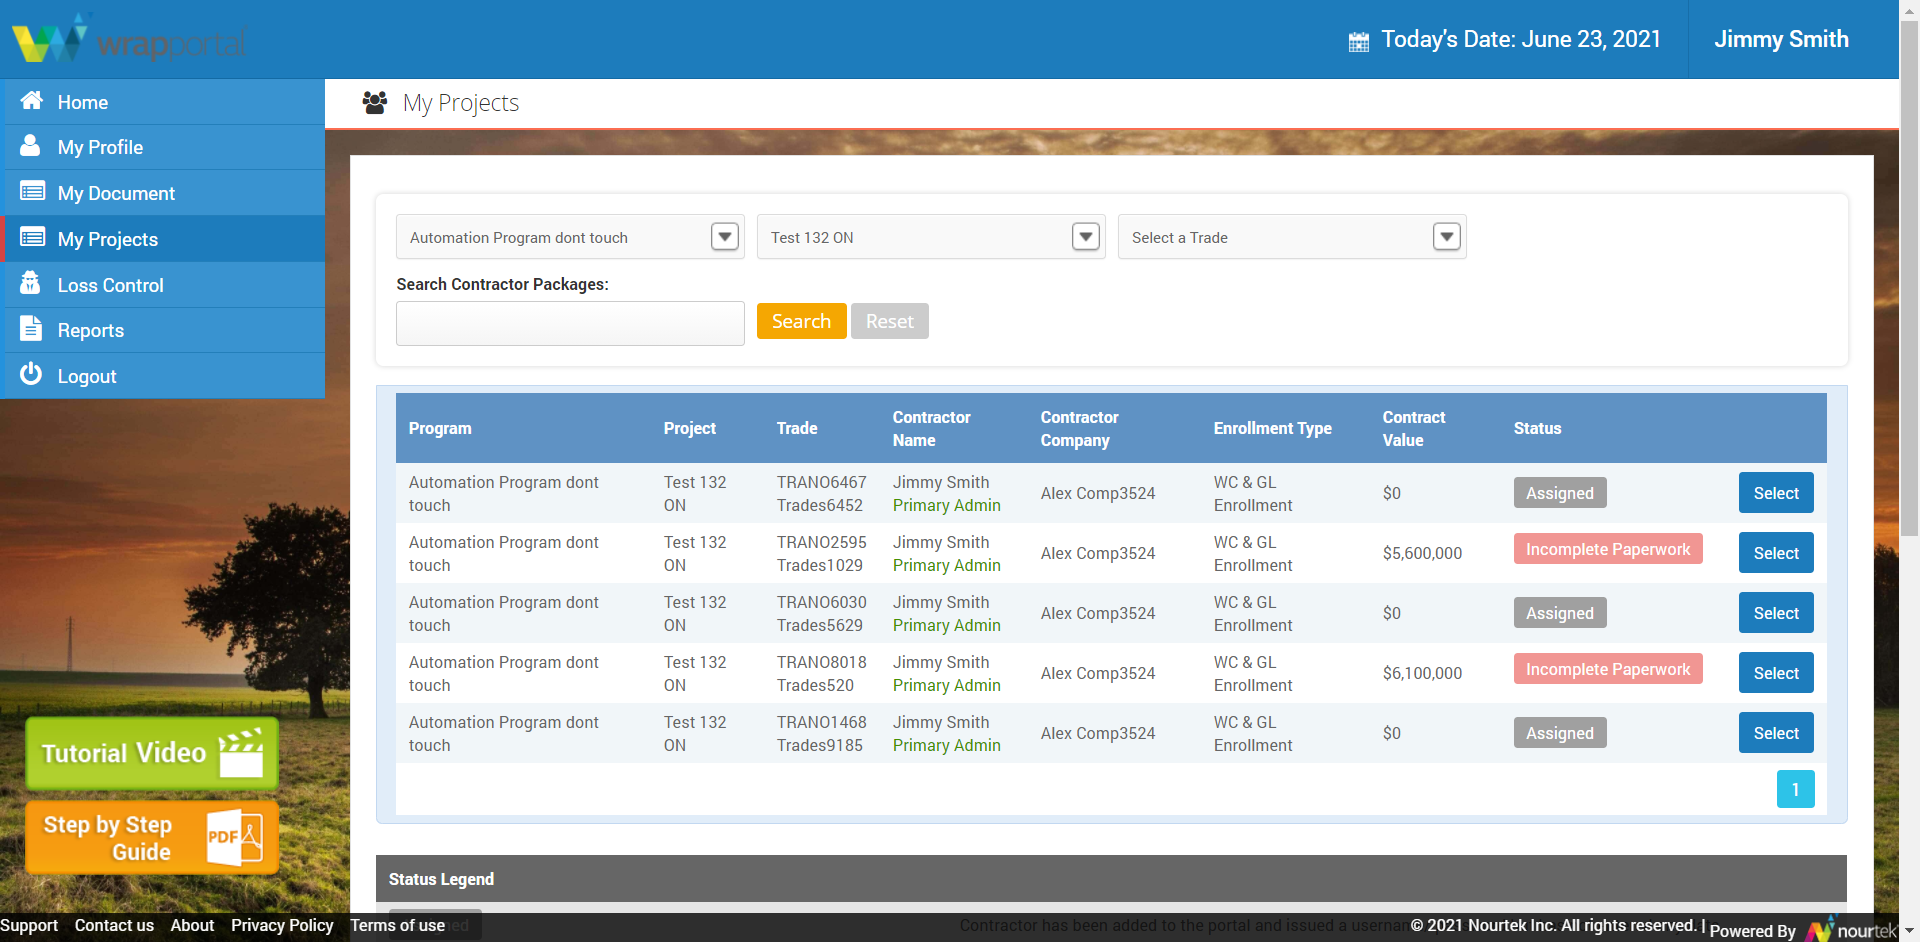 wrapportal
Today's Date: June 23, 2021
Jimmy Smith
Home
My Profile
My Document
My Projects
Loss Control
Reports
Logout
Tutorial Video
Step by Step
Guide
PDF
My Projects
Automation Program dont touch
Test 132 ON
Select a Trade
Search Contractor Packages:
Search
Reset
Program Project Trade Contractor Name Contractor Company Enrollment Type Contract Value Status
Automation Program dont touch Test 132 ON TRANO6467 Trades6452 Jimmy Smith Primary Admin Alex Comp3524 WC & GL Enrollment $0 Assigned Select
Automation Program dont touch Test 132 ON TRANO2595 Trades1029 Jimmy Smith Primary Admin Alex Comp3524 WC & GL Enrollment $5,600,000 Incomplete Paperwork Select
Automation Program dont touch Test 132 ON TRANO6030 Trades5629 Jimmy Smith Primary Admin Alex Comp3524 WC & GL Enrollment $0 Assigned Select
Automation Program dont touch Test 132 ON TRANO8018 Trades520 Jimmy Smith Primary Admin Alex Comp3524 WC & GL Enrollment $6,100,000 Incomplete Paperwork Select
Automation Program dont touch Test 132 ON TRANO1468 Trades9185 Jimmy Smith Primary Admin Alex Comp3524 WC & GL Enrollment $0 Assigned Select
1
Status Legend
Contractor has been added to the portal and issued a
Support Contact us About Privacy Policy Terms of use
© 2021 Nourtek Inc. All rights reserved. | Powered By nourtek